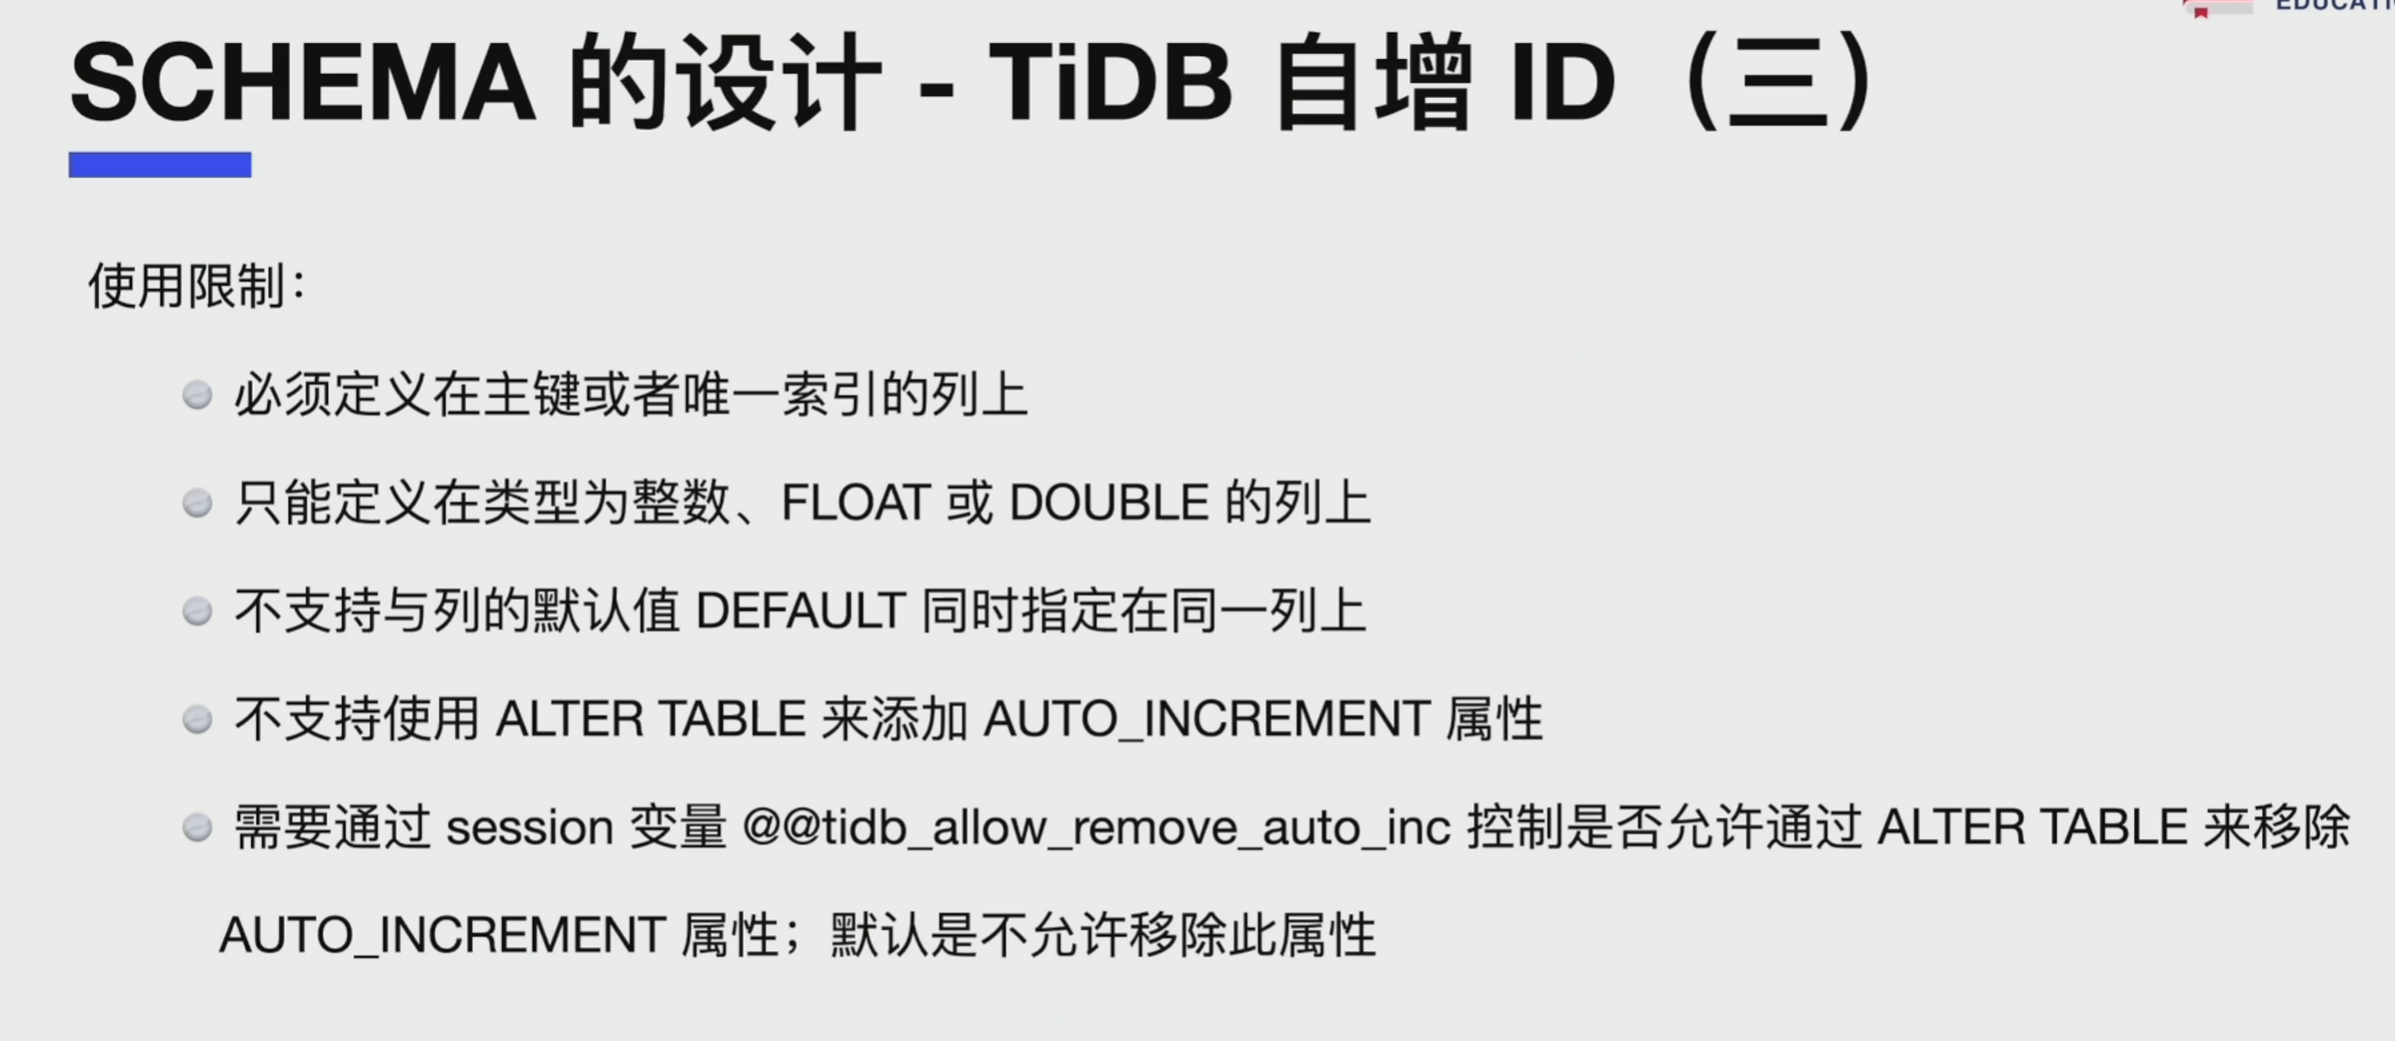 SCHEMA 的设计 - TiDB 自增 ID（三）
使用限制：
必须定义在主键或者唯一索引的列上
只能定义在类型为整数、FLOAT 或 DOUBLE 的列上
不支持与列的默认值 DEFAULT 同时指定在同一列上
不支持使用 ALTER TABLE 来添加 AUTO_INCREMENT 属性
需要通过 session 变量 @@tidb_allow_remove_auto_inc 控制是否允许通过 ALTER TABLE 来移除
AUTO_INCREMENT 属性；默认是不允许移除此属性